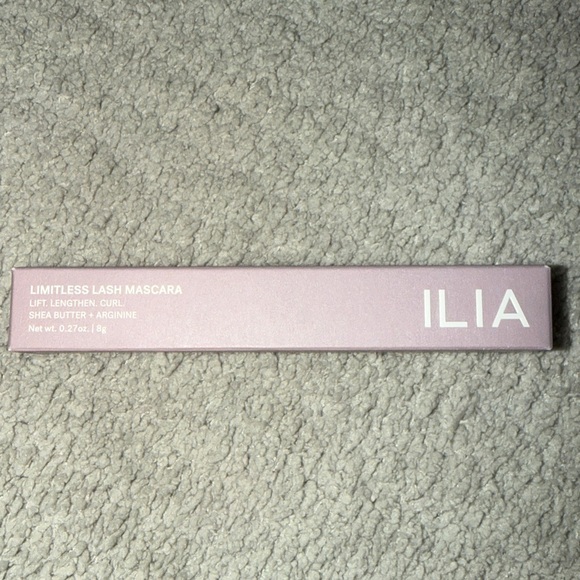 LIMITLESS LASH MASCARA
LIFT. LENGTHEN. CURL.
SHEA BUTTER + ARGININE
Net wt. 0.27oz. | 8g
ILIA